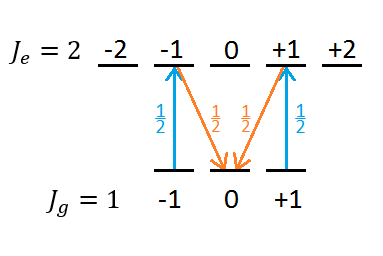 J_e = 2 -2 -1 0 +1 +2
1/2 1/2 1/2 1/2
J_g = 1 -1 0 +1